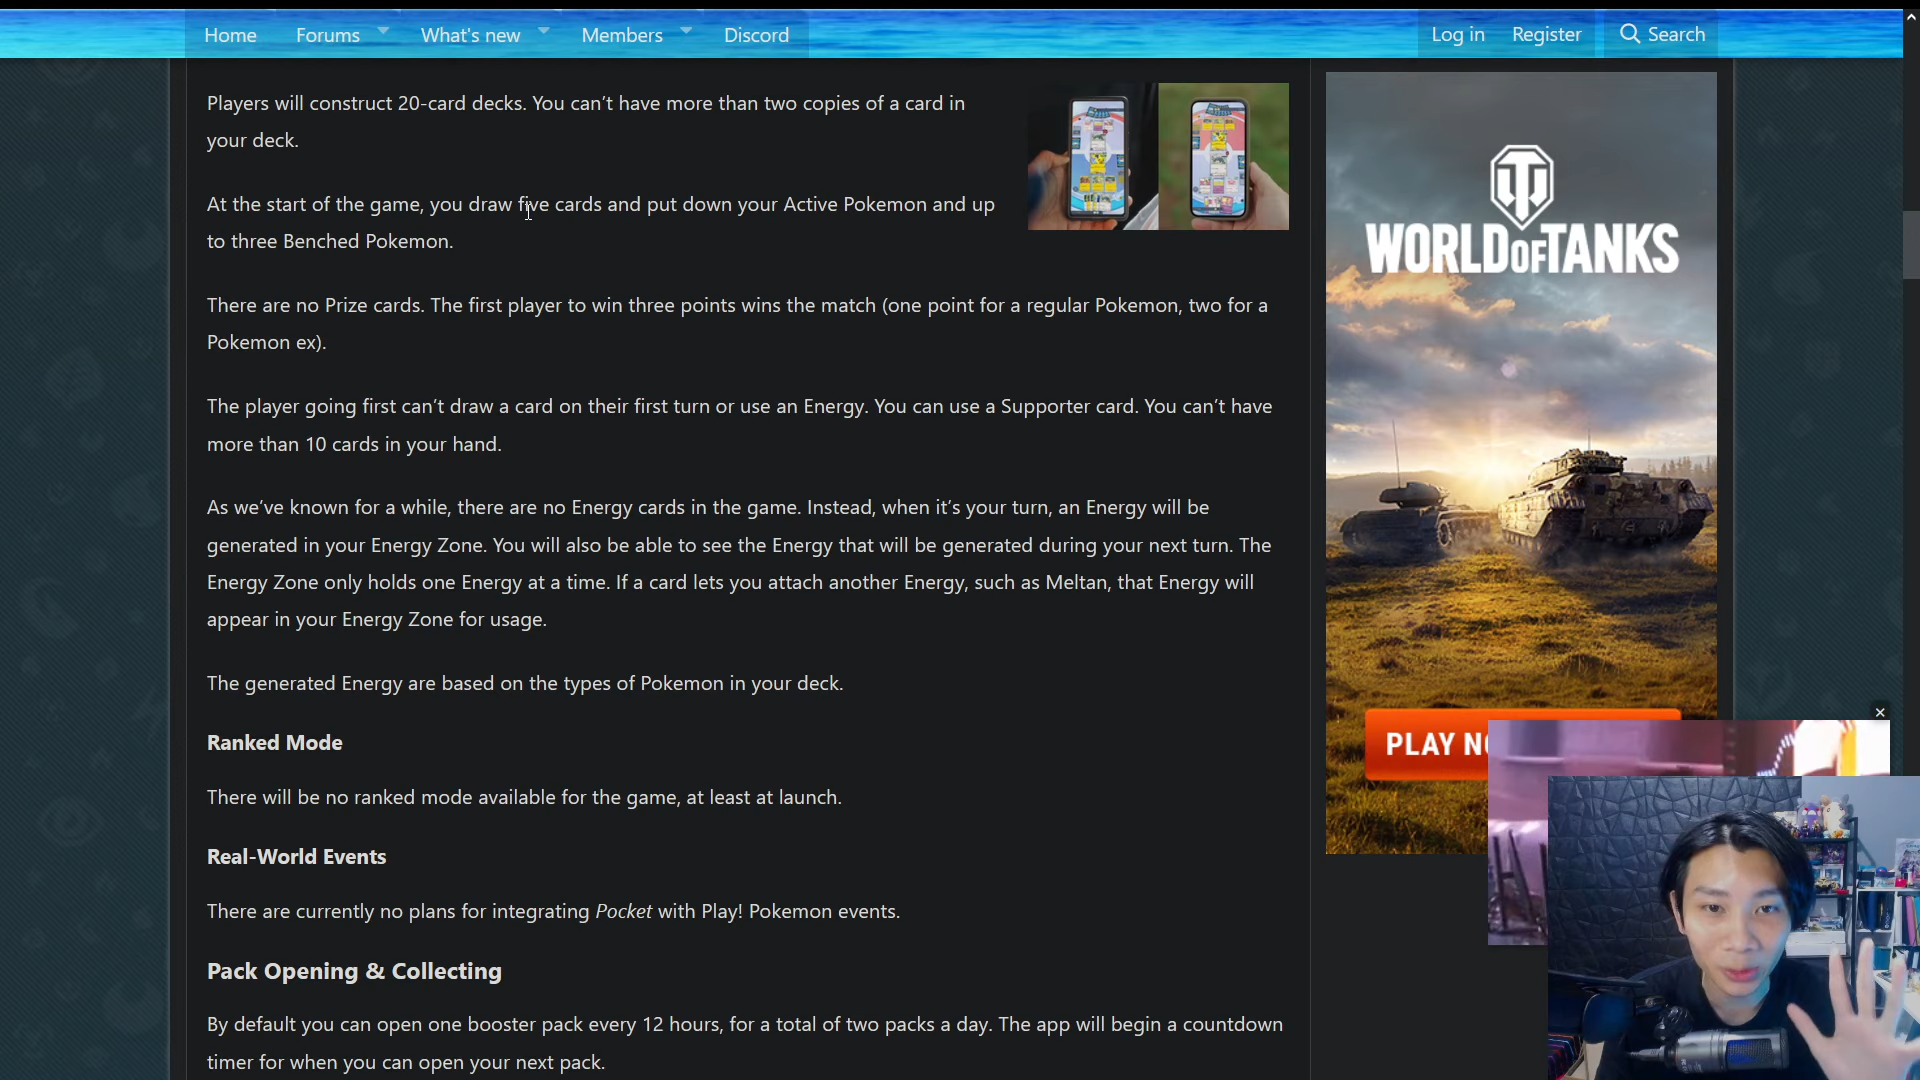 Home Forums What's new Members Discord Log in Register Search
Players will construct 20-card decks. You can't have more than two copies of a card in
your deck.
At the start of the game, you draw five cards and put down your Active Pokemon and up
to three Benched Pokemon.
There are no Prize cards. The first player to win three points wins the match (one point for a regular Pokemon, two for a
Pokemon ex).
The player going first can't draw a card on their first turn or use an Energy. You can use a Supporter card. You can't have
more than 10 cards in your hand.
As we've known for a while, there are no Energy cards in the game. Instead, when it's your turn, an Energy will be
generated in your Energy Zone. You will also be able to see the Energy that will be generated during your next turn. The
Energy Zone only holds one Energy at a time. If a card lets you attach another Energy, such as Meltan, that Energy will
appear in your Energy Zone for usage.
The generated Energy are based on the types of Pokemon in your deck.
Ranked Mode
There will be no ranked mode available for the game, at least at launch.
Real-World Events
There are currently no plans for integrating Pocket with Play! Pokemon events.
Pack Opening & Collecting
By default you can open one booster pack every 12 hours, for a total of two packs a day. The app will begin a countdown
timer for when you can open your next pack.
WORLD OF TANKS
PLAY